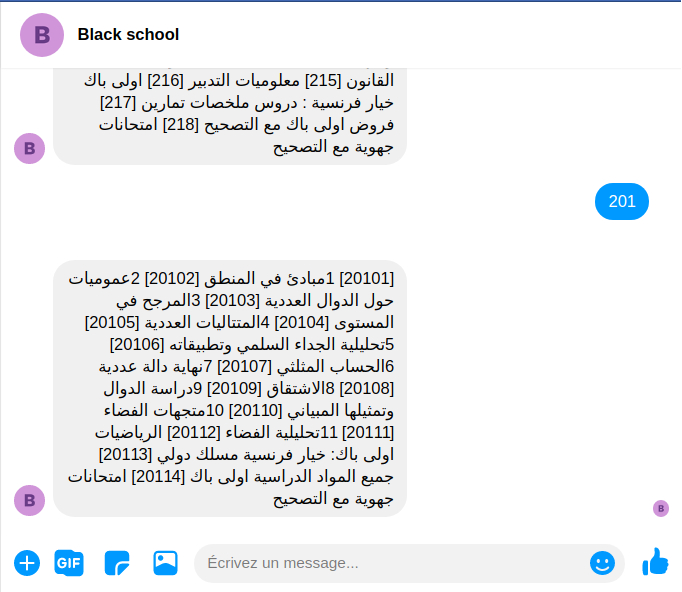 B
Black school
القانون [215] معلوميات التدبير [216] اولى باك
خيار فرنسية : دروس ملخصات تمارين [217]
فروض اولى باك مع التصحيح [218] امتحانات
جهوية مع التصحيح
B
201
[20101] 1مبادئ في المنطق [20102] 2عموميات
حول الدوال العددية [20103] 3المرجح في
المستوى [20104] 4المتتاليات العددية [20105]
5تحليلية الجداء السلمي وتطبيقاته [20106]
6الحساب المثلثي [20107] 7نهاية دالة عددية
[20108] 8الاشتقاق [20109] 9دراسة الدوال
وتمثيلها المبياني [20110] 10متجهات الفضاء
[20111] 11تحليلية الفضاء [20112] الرياضيات
اولى باك: خيار فرنسية مسلك دولي [20113]
جميع المواد الدراسية اولى باك [20114] امتحانات
جهوية مع التصحيح
B
B
GIF
Écrivez un message...